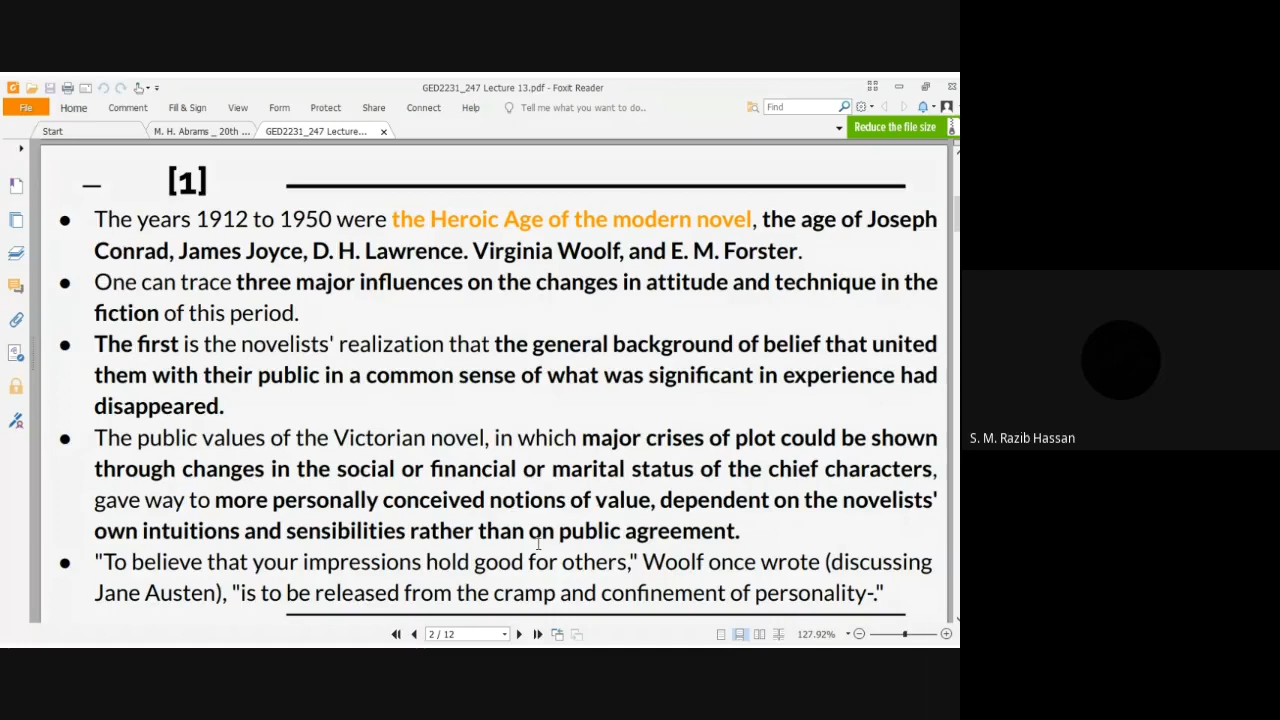 GED2231_247 Lecture 13.pdf - Foxit Reader
File Home Comment Fill & Sign View Form Protect Share Connect Help Tell me what you want to do.. Find
Start M. H. Abrams _ 20th ... GED2231_247 Lecture... Reduce the file size
[1]
• The years 1912 to 1950 were the Heroic Age of the modern novel, the age of Joseph
Conrad, James Joyce, D. H. Lawrence. Virginia Woolf, and E. M. Forster.
• One can trace three major influences on the changes in attitude and technique in the
fiction of this period.
• The first is the novelists' realization that the general background of belief that united
them with their public in a common sense of what was significant in experience had
disappeared.
• The public values of the Victorian novel, in which major crises of plot could be shown
through changes in the social or financial or marital status of the chief characters,
gave way to more personally conceived notions of value, dependent on the novelists'
own intuitions and sensibilities rather than on public agreement.
• "To believe that your impressions hold good for others," Woolf once wrote (discussing
Jane Austen), "is to be released from the cramp and confinement of personality-."
2 / 12 127.92%
S. M. Razib Hassan